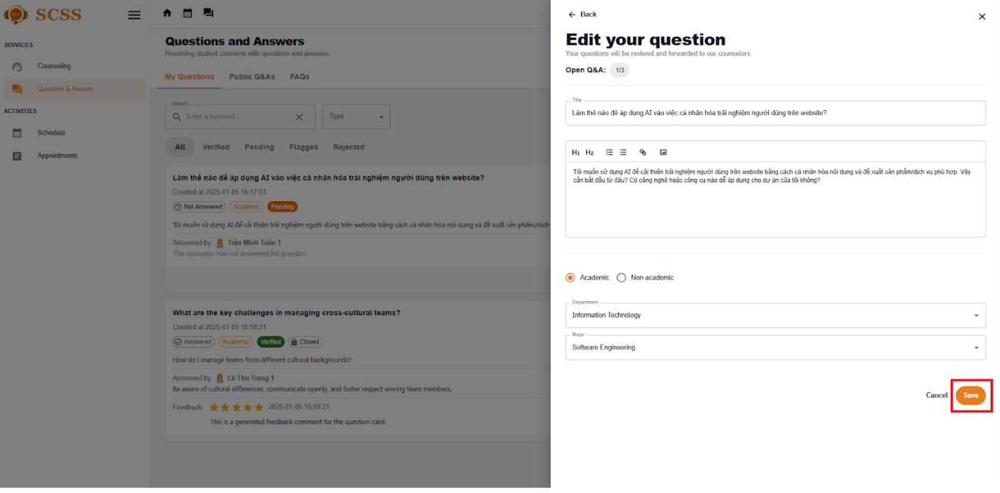 SCSS
SERVICES
Counseling
Question & Answer
ACTIVITIES
Schedule
Appointments
Questions and Answers
Resolving student concerns with questions and answers.
My Questions Public Q&As FAQs
Search
Enter a keyword...
Type
All Verified Pending Flagged Rejected
Làm thế nào để áp dụng AI vào việc cá nhân hóa trải nghiệm người dùng trên website?
Created at 2025-01-05 16:17:01
Not Answered Academic Pending
Tôi muốn sử dụng AI để cải thiện trải nghiệm người dùng trên website bằng cách cá nhân hóa nội dung và đề xuất sản phẩm/dịch
Answered by Trần Minh Tuấn 1
The counselor has not answered the question
What are the key challenges in managing cross-cultural teams?
Created at 2025-01-05 15:59:21
Answered Academic Verified Closed
How do I manage teams from different cultural backgrounds?
Answered by Lê Thu Trang 1
Be aware of cultural differences, communicate openly, and foster respect among team members.
Feedback: 2025-01-05 15:59:21
This is a generated feedback comment for the question card.
Back
Edit your question
Your questions will be reviwed and forwarded to our counselors.
Open Q&A: 1/3
Title
Làm thế nào để áp dụng AI vào việc cá nhân hóa trải nghiệm người dùng trên website?
H1 H2
Tôi muốn sử dụng AI để cải thiện trải nghiệm người dùng trên website bằng cách cá nhân hóa nội dung và đề xuất sản phẩm/dịch vụ phù hợp. Vậy
cần bắt đầu từ đâu? Có công nghệ hoặc công cụ nào dễ áp dụng cho dự án của tôi không?
Academic Non-academic
Department
Information Technology
Major
Software Engineering
Cancel Save